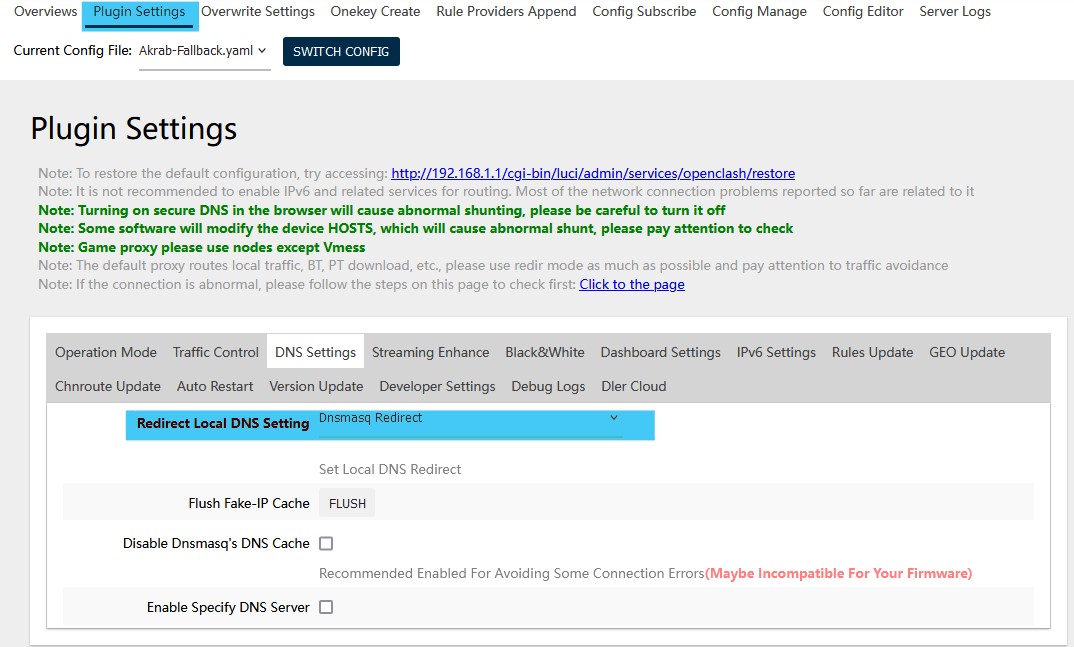 Overviews Plugin Settings Overwrite Settings Onekey Create Rule Providers Append Config Subscribe Config Manage Config Editor Server Logs
Current Config File: Akrab-Fallback.yaml SWITCH CONFIG
Plugin Settings
Note: To restore the default configuration, try accessing: http://192.168.1.1/cgi-bin/luci/admin/services/openclash/restore
Note: It is not recommended to enable IPv6 and related services for routing. Most of the network connection problems reported so far are related to it
Note: Turning on secure DNS in the browser will cause abnormal shunting, please be careful to turn it off
Note: Some software will modify the device HOSTS, which will cause abnormal shunt, please pay attention to check
Note: Game proxy please use nodes except Vmess
Note: The default proxy routes local traffic, BT, PT download, etc., please use redir mode as much as possible and pay attention to traffic avoidance
Note: If the connection is abnormal, please follow the steps on this page to check first: Click to the page
Operation Mode Traffic Control DNS Settings Streaming Enhance Black&White Dashboard Settings IPv6 Settings Rules Update GEO Update
Chnroute Update Auto Restart Version Update Developer Settings Debug Logs Dler Cloud
Redirect Local DNS Setting Dnsmasq Redirect
Set Local DNS Redirect
Flush Fake-IP Cache FLUSH
Disable Dnsmasq's DNS Cache
Recommended Enabled For Avoiding Some Connection Errors(Maybe Incompatible For Your Firmware)
Enable Specify DNS Server